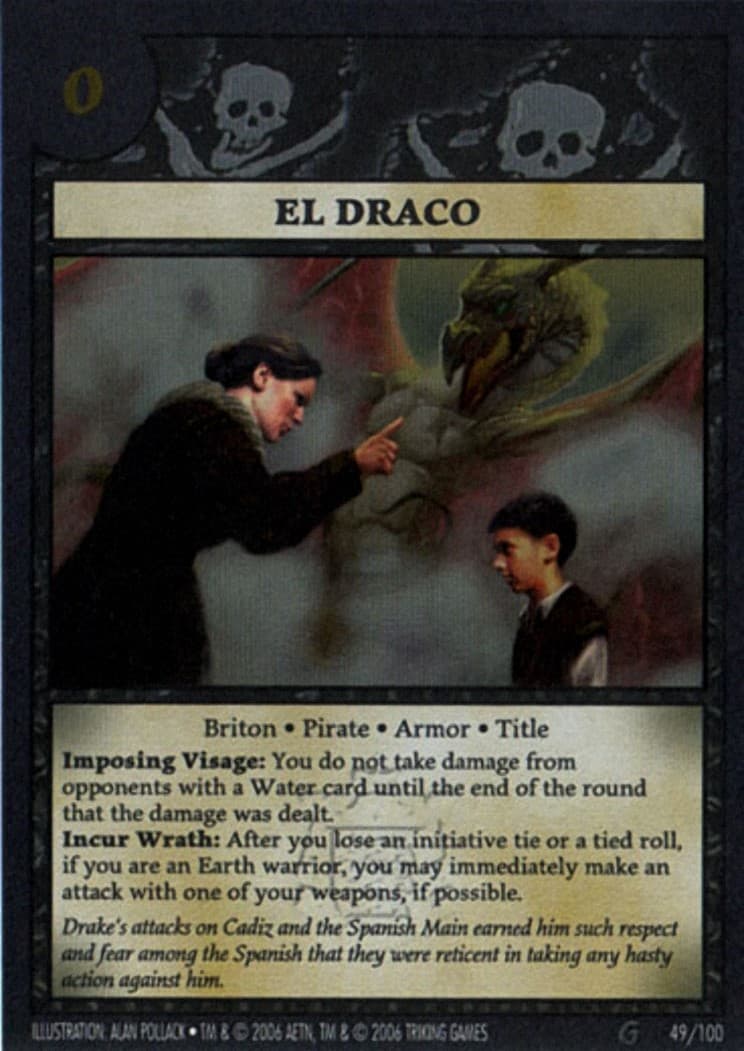 0
EL DRACO
Briton • Pirate • Armor • Title
Imposing Visage: You do not take damage from
opponents with a Water card until the end of the round
that the damage was dealt.
Incur Wrath: After you lose an initiative tie or a tied roll,
if you are an Earth warrior, you may immediately make an
attack with one of your weapons, if possible.
Drake's attacks on Cadiz and the Spanish Main earned him such respect
and fear among the Spanish that they were reticent in taking any hasty
action against him.
ILLUSTRATION: ALAN POLLACK • TM & © 2006 AETN, TM & © 2006 TRIKING GAMES G 49/100